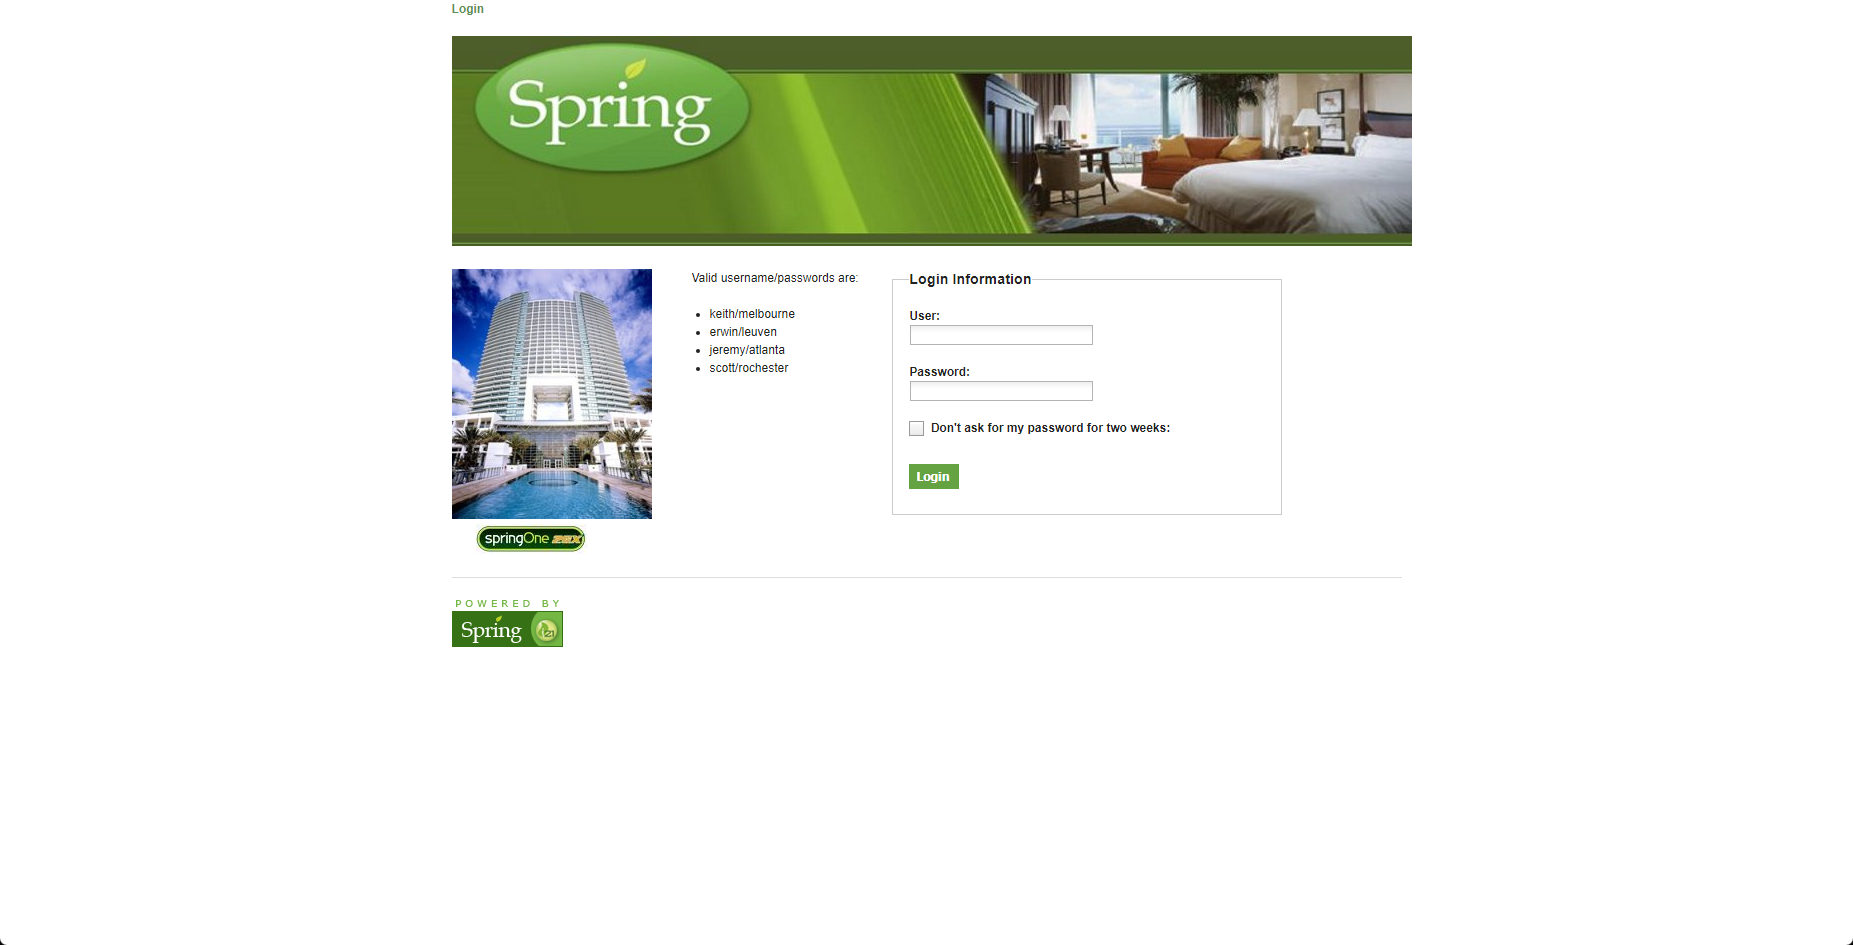 Login
Spring
Valid username/passwords are:
keith/melbourne
erwin/leuven
jeremy/atlanta
scott/rochester
Login Information
User:
Password:
Don't ask for my password for two weeks:
Login
springOne 2GX
POWERED BY
Spring